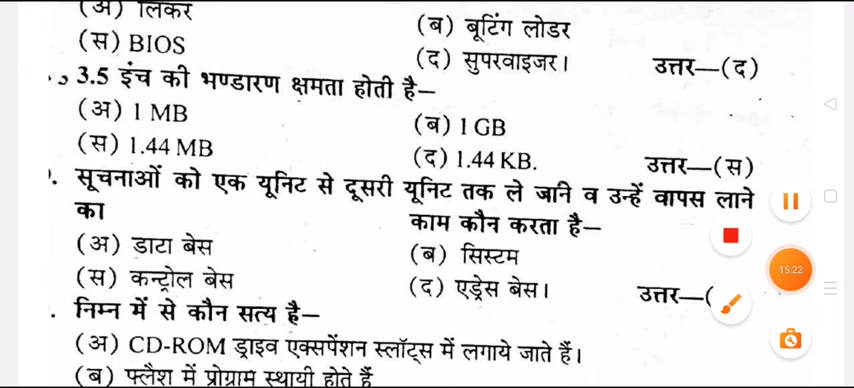 (अ) लिंकर
(ब) बूटिंग लोडर
(स) BIOS
(द) सुपरवाइजर।
उत्तर—(द)
3.5 इंच की भण्डारण क्षमता होती है—
(अ) 1 MB
(ब) 1 GB
(स) 1.44 MB
(द) 1.44 KB.
उत्तर—(स)
सूचनाओं को एक यूनिट से दूसरी यूनिट तक ले जाने व उन्हें वापस लाने
का
काम कौन करता है—
(अ) डाटा बेस
(ब) सिस्टम
(स) कन्ट्रोल बेस
(द) एड्रेस बेस।
उत्तर—(
. निम्न में से कौन सत्य है—
(अ) CD-ROM ड्राइव एक्सपेंशन स्लॉट्स में लगाये जाते हैं।
(ब) फ्लैश में प्रोग्राम स्थायी होते हैं
15:22